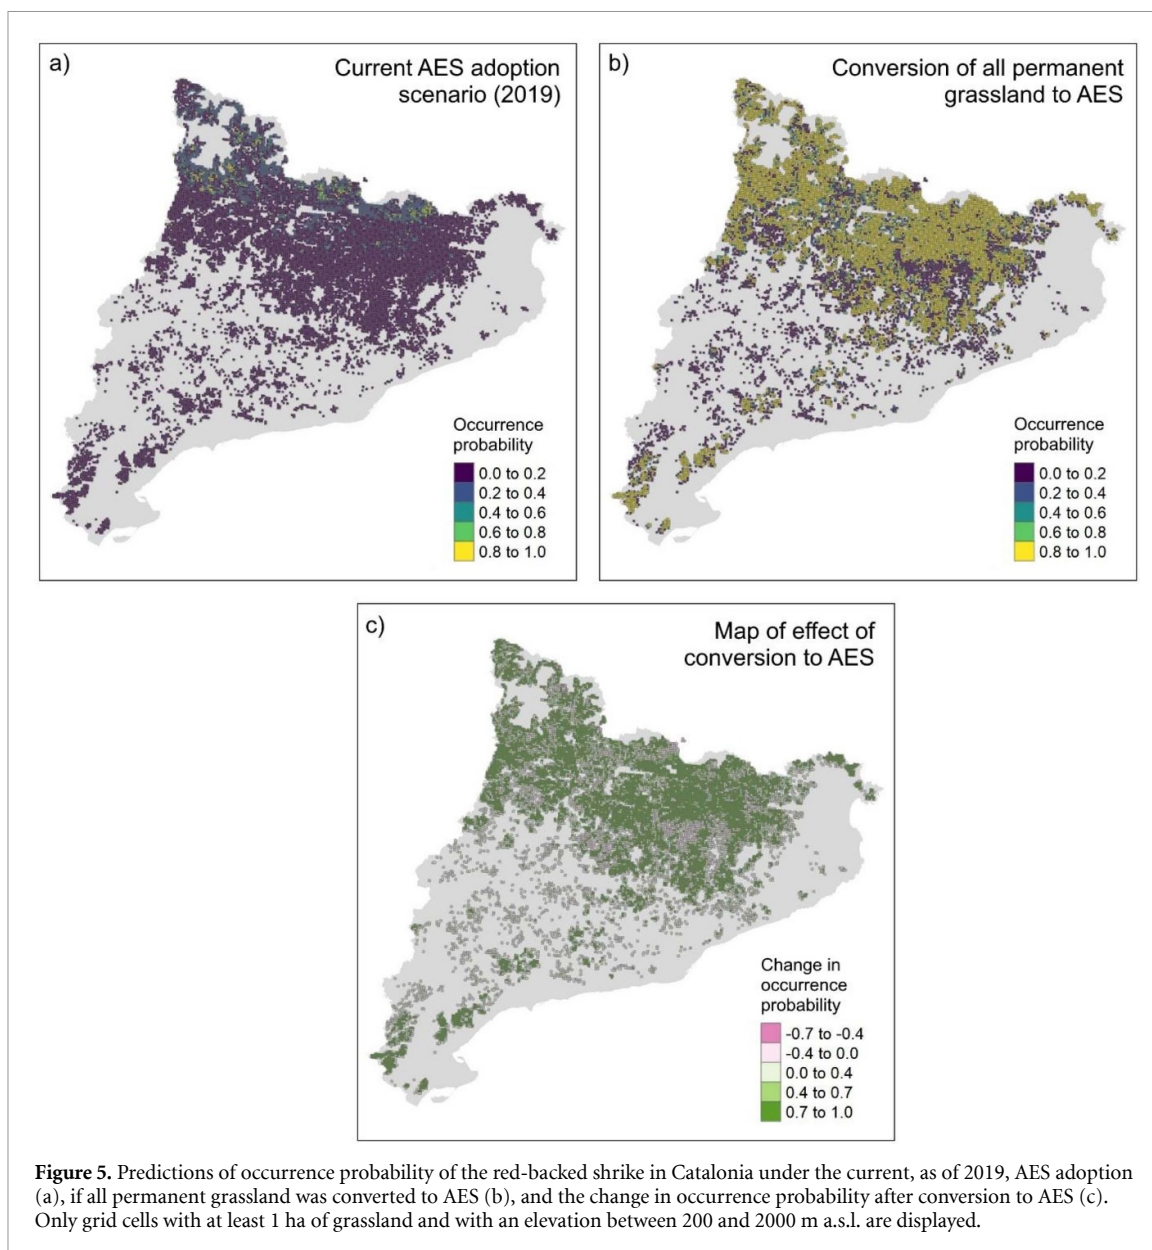 a)
Current AES adoption
scenario (2019)
Occurrence
probability
0.0 to 0.2
0.2 to 0.4
0.4 to 0.6
0.6 to 0.8
0.8 to 1.0
b)
Conversion of all permanent
grassland to AES
Occurrence
probability
0.0 to 0.2
0.2 to 0.4
0.4 to 0.6
0.6 to 0.8
0.8 to 1.0
c)
Map of effect of
conversion to AES
Change in
occurrence
probability
-0.7 to -0.4
-0.4 to 0.0
0.0 to 0.4
0.4 to 0.7
0.7 to 1.0
Figure 5. Predictions of occurrence probability of the red-backed shrike in Catalonia under the current, as of 2019, AES adoption
(a), if all permanent grassland was converted to AES (b), and the change in occurrence probability after conversion to AES (c).
Only grid cells with at least 1 ha of grassland and with an elevation between 200 and 2000 m a.s.l. are displayed.